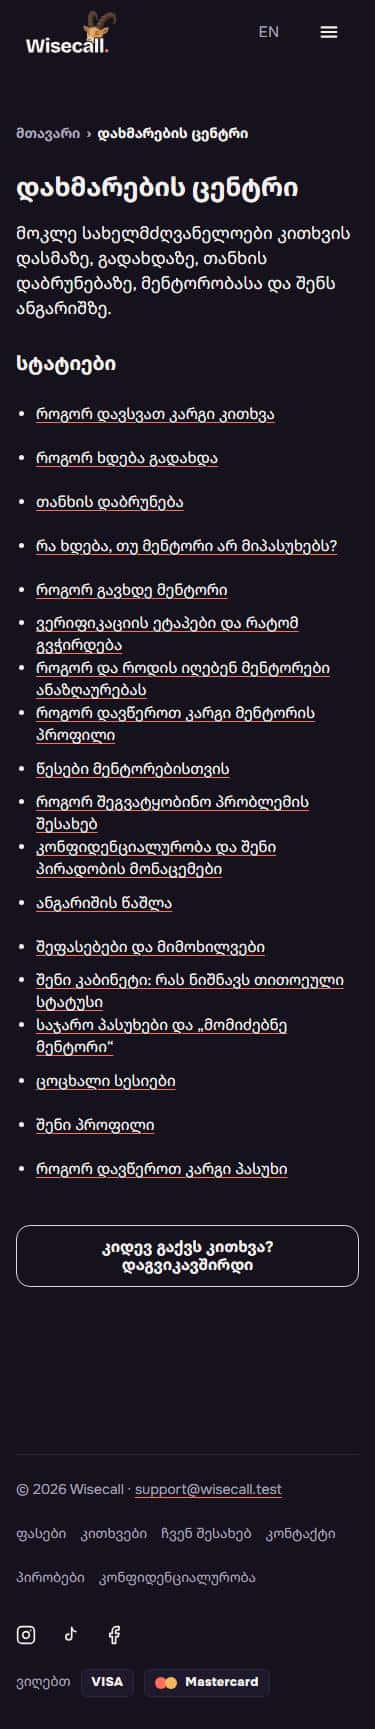 Wisecall.
EN
მთავარი › დახმარების ცენტრი
დახმარების ცენტრი
მოკლე სახელმძღვანელოები კითხვის
დასმაზე, გადახდაზე, თანხის
დაბრუნებაზე, მენტორობასა და შენს
ანგარიშზე.
სტატიები
• როგორ დავსვათ კარგი კითხვა
• როგორ ხდება გადახდა
• თანხის დაბრუნება
• რა ხდება, თუ მენტორი არ მიპასუხებს?
• როგორ გავხდე მენტორი
• ვერიფიკაციის ეტაპები და რატომ
გვჭირდება
• როგორ და როდის იღებენ მენტორები
ანაზღაურებას
• როგორ დავწეროთ კარგი მენტორის
პროფილი
• წესები მენტორებისთვის
• როგორ შეგვატყობინო პრობლემის
შესახებ
• კონფიდენციალურობა და შენი
პირადობის მონაცემები
• ანგარიშის წაშლა
• შეფასებები და მიმოხილვები
• შენი კაბინეტი: რას ნიშნავს თითოეული
სტატუსი
• საჯარო პასუხები და „მომიძებნე
მენტორი“
• ცოცხალი სესიები
• შენი პროფილი
• როგორ დავწეროთ კარგი პასუხი
კიდევ გაქვს კითხვა?
დაგვიკავშირდი
© 2026 Wisecall · support@wisecall.test
ფასები კითხვები ჩვენ შესახებ კონტაქტი
პირობები კონფიდენციალურობა
ვიღებთ VISA Mastercard